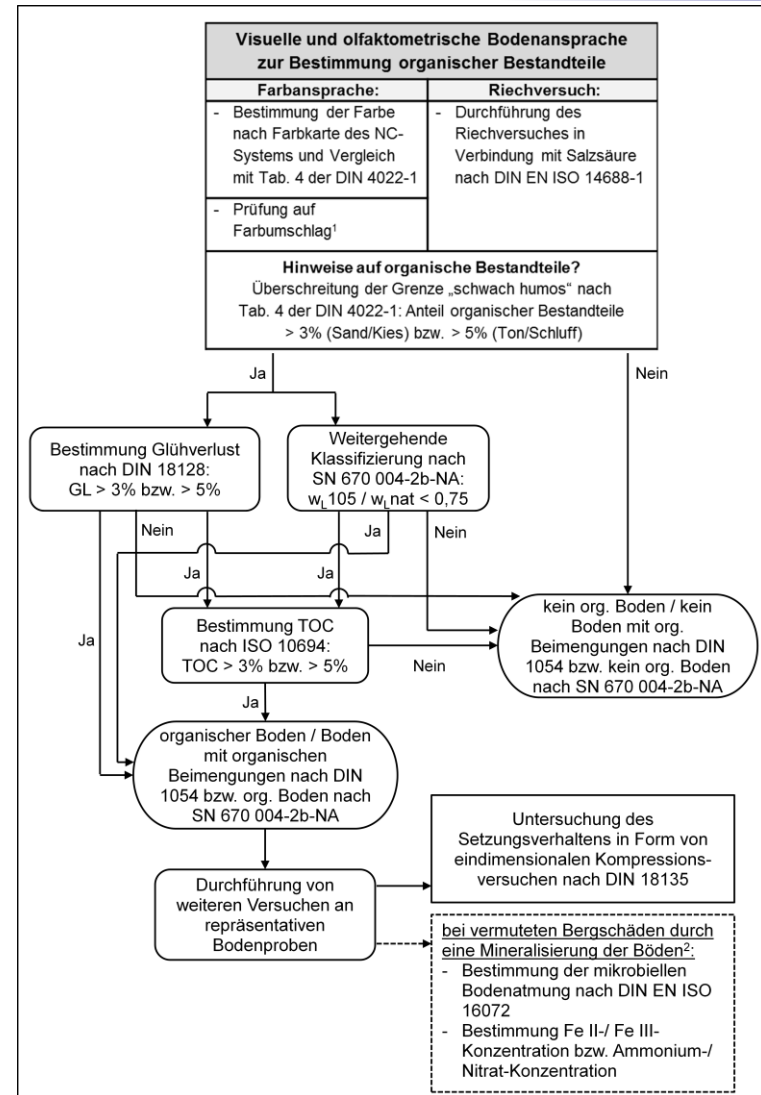 Visuelle und olfaktometrische Bodenansprache
zur Bestimmung organischer Bestandteile
Farbansprache:
- Bestimmung der Farbe
nach Farbkarte des NC-
Systems und Vergleich
mit Tab. 4 der DIN 4022-1
- Prüfung auf
Farbumschlag¹
Riechversuch:
- Durchführung des
Riechversuches in
Verbindung mit Salzsäure
nach DIN EN ISO 14688-1
Hinweise auf organische Bestandteile?
Überschreitung der Grenze „schwach humos“ nach
Tab. 4 der DIN 4022-1: Anteil organischer Bestandteile
> 3% (Sand/Kies) bzw. > 5% (Ton/Schluff)
Ja
Nein
Bestimmung Glühverlust
nach DIN 18128:
GL > 3% bzw. > 5%
Weitergehende
Klassifizierung nach
SN 670 004-2b-NA:
wL105 / wLnat < 0,75
Nein
Ja
Ja
Ja
Nein
Ja
Bestimmung TOC
nach ISO 10694:
TOC > 3% bzw. > 5%
Nein
kein org. Boden / kein
Boden mit org.
Beimengungen nach DIN
1054 bzw. kein org. Boden
nach SN 670 004-2b-NA
Ja
organischer Boden / Boden
mit organischen
Beimengungen nach DIN
1054 bzw. org. Boden nach
SN 670 004-2b-NA
Durchführung von
weiteren Versuchen an
repräsentativen
Bodenproben
Untersuchung des
Setzungsverhaltens in Form von
eindimensionalen Kompressions-
versuchen nach DIN 18135
bei vermuteten Bergschäden durch
eine Mineralisierung der Böden²:
- Bestimmung der mikrobiellen
Bodenatmung nach DIN EN ISO
16072
- Bestimmung Fe II-/ Fe III-
Konzentration bzw. Ammonium-/
Nitrat-Konzentration